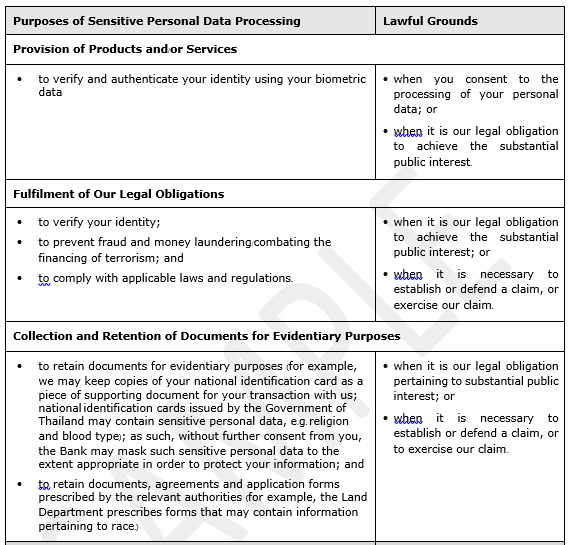 Purposes of Sensitive Personal Data Processing
Lawful Grounds
Provision of Products and/or Services
• to verify and authenticate your identity using your biometric
data
• when you consent to the
processing of your personal
data; or
• when it is our legal obligation
to achieve the substantial
public interest.
Fulfilment of Our Legal Obligations
• to verify your identity;
• to prevent fraud and money laundering/combating the
financing of terrorism; and
• to comply with applicable laws and regulations.
• when it is our legal obligation
to achieve the substantial
public interest; or
• when it is necessary to
establish or defend a claim, or
exercise our claim.
Collection and Retention of Documents for Evidentiary Purposes
• to retain documents for evidentiary purposes (for example,
we may keep copies of your national identification card as a
piece of supporting document for your transaction with us;
national identification cards issued by the Government of
Thailand may contain sensitive personal data, e.g. religion
and blood type); as such, without further consent from you,
the Bank may mask such sensitive personal data to the
extent appropriate in order to protect your information; and
• to retain documents, agreements and application forms
prescribed by the relevant authorities (for example, the Land
Department prescribes forms that may contain information
pertaining to race.)
• when it is our legal obligation
pertaining to substantial public
interest; or
• when it is necessary to
establish or defend a claim, or
to exercise our claim.
SAMPLE